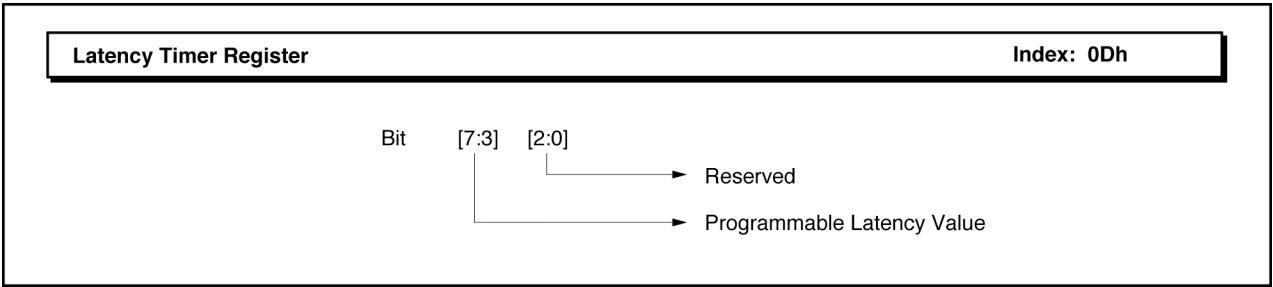 Latency Timer Register Index: 0Dh
Bit [7:3] [2:0]
Reserved
Programmable Latency Value